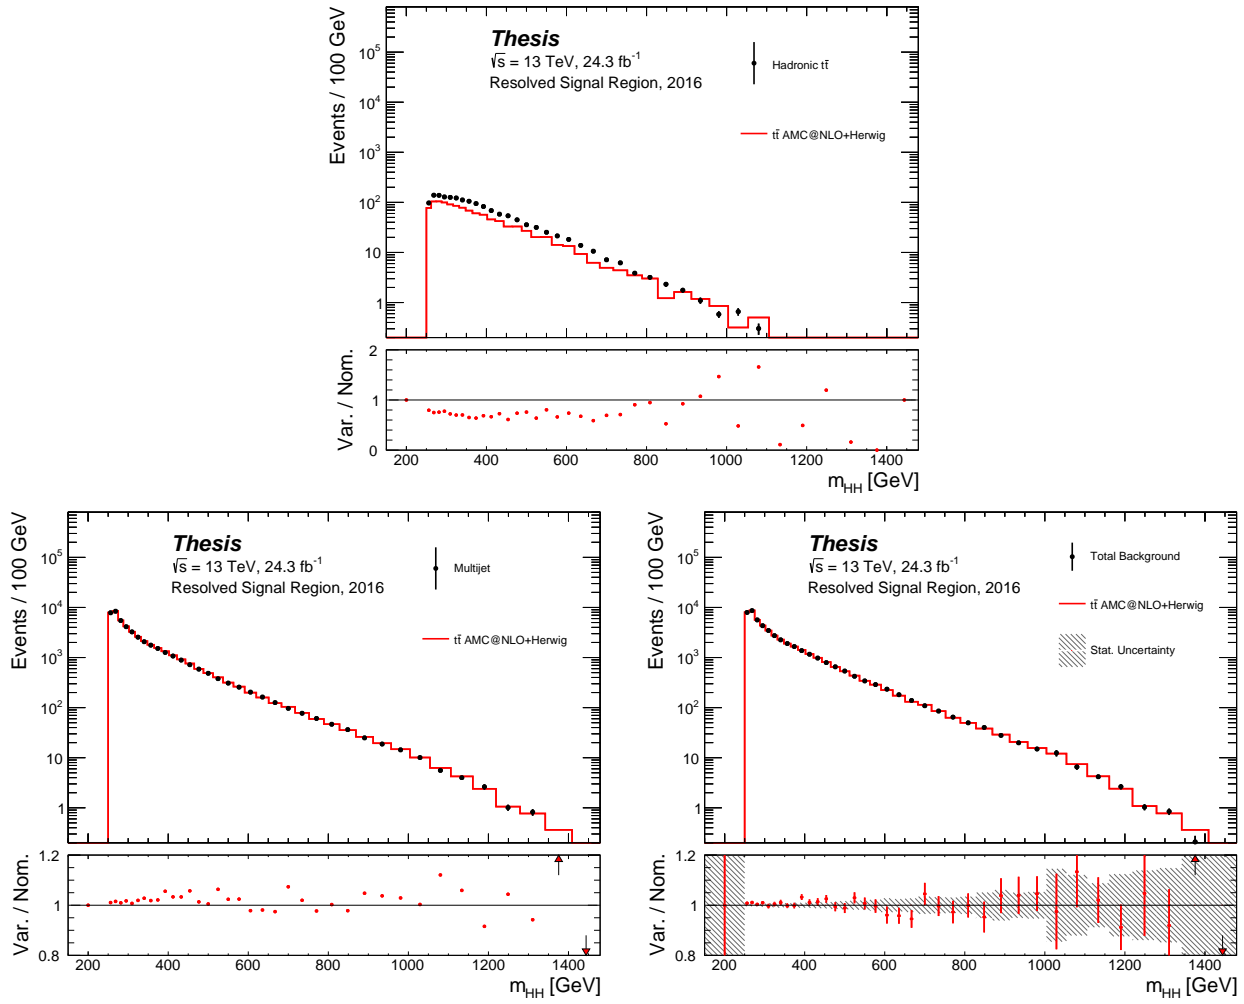 Thesis
√s = 13 TeV, 24.3 fb⁻¹
Resolved Signal Region, 2016
Hadronic tt̄
tt̄ AMC@NLO+Herwig
Events / 100 GeV
10⁵
10⁴
10³
10²
10
1
Var. / Nom.
2
1
0
200 400 600 800 1000 1200 1400
m_HH [GeV]
Thesis
√s = 13 TeV, 24.3 fb⁻¹
Resolved Signal Region, 2016
Multijet
tt̄ AMC@NLO+Herwig
Events / 100 GeV
10⁵
10⁴
10³
10²
10
1
Var. / Nom.
1.2
1
0.8
200 400 600 800 1000 1200 1400
m_HH [GeV]
Thesis
√s = 13 TeV, 24.3 fb⁻¹
Resolved Signal Region, 2016
Total Background
tt̄ AMC@NLO+Herwig
Stat. Uncertainty
Events / 100 GeV
10⁵
10⁴
10³
10²
10
1
Var. / Nom.
1.2
1
0.8
200 400 600 800 1000 1200 1400
m_HH [GeV]